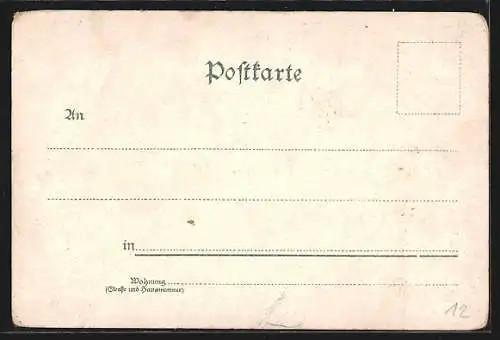 Postkarte
An
in
Wohnung
(Straße und Hausnummer)
12